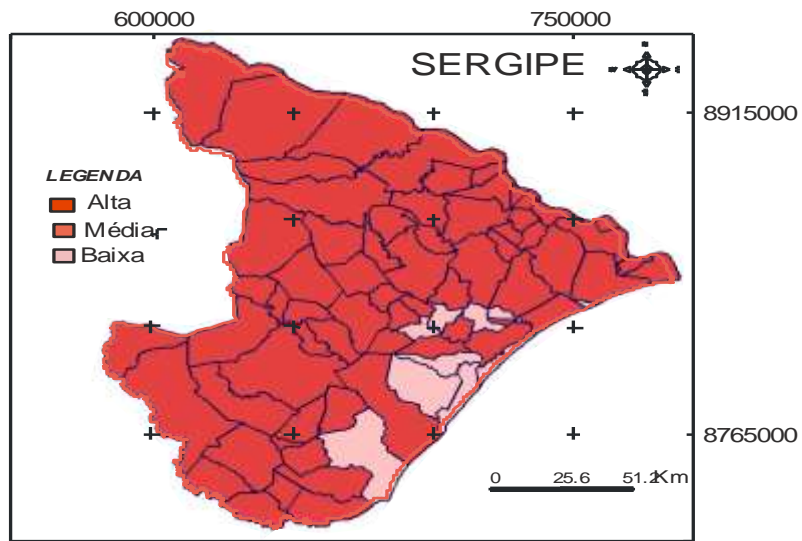 600000 750000
SERGIPE
8915000
LEGENDA
Alta
Média
Baixa
8765000
0 25.6 51.2 Km